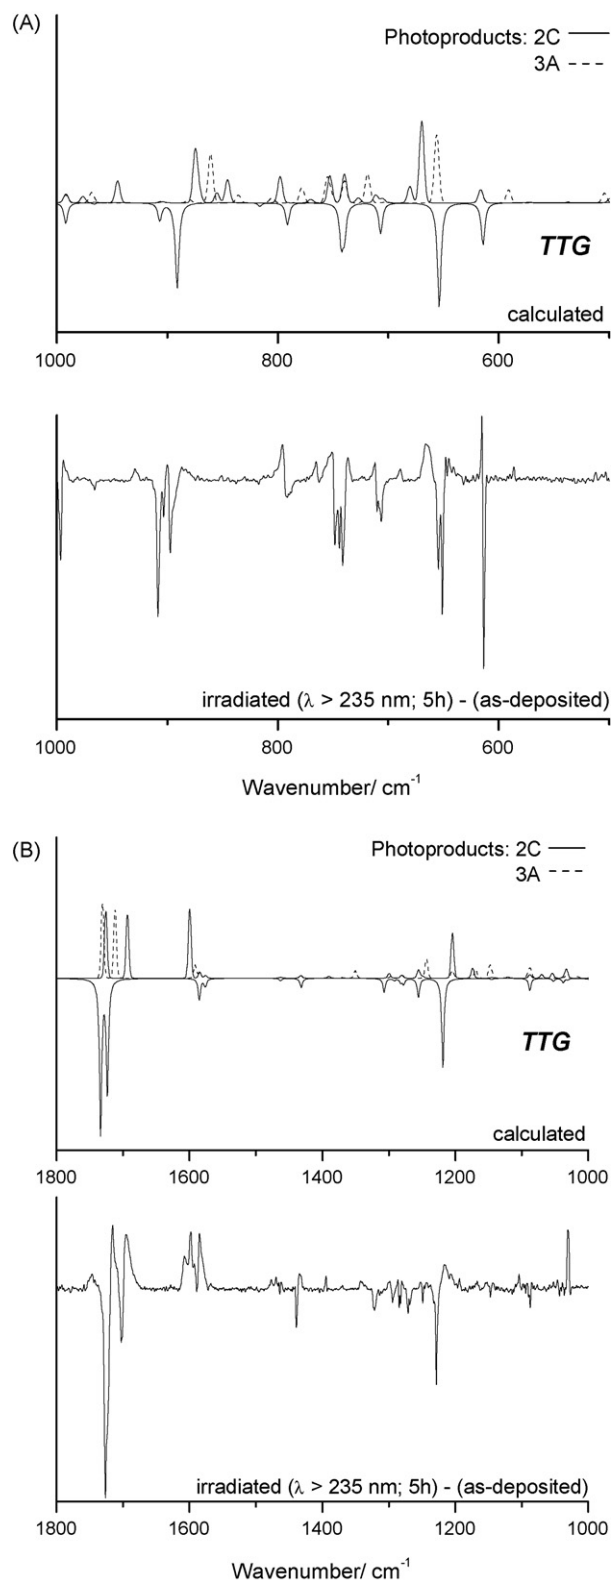 (A)
Photoproducts: 2C
3A
TTG
calculated
1000 800 600
irradiated (λ > 235 nm; 5h) - (as-deposited)
1000 800 600
Wavenumber/ cm⁻¹
(B)
Photoproducts: 2C
3A
TTG
calculated
1800 1600 1400 1200 1000
irradiated (λ > 235 nm; 5h) - (as-deposited)
1800 1600 1400 1200 1000
Wavenumber/ cm⁻¹